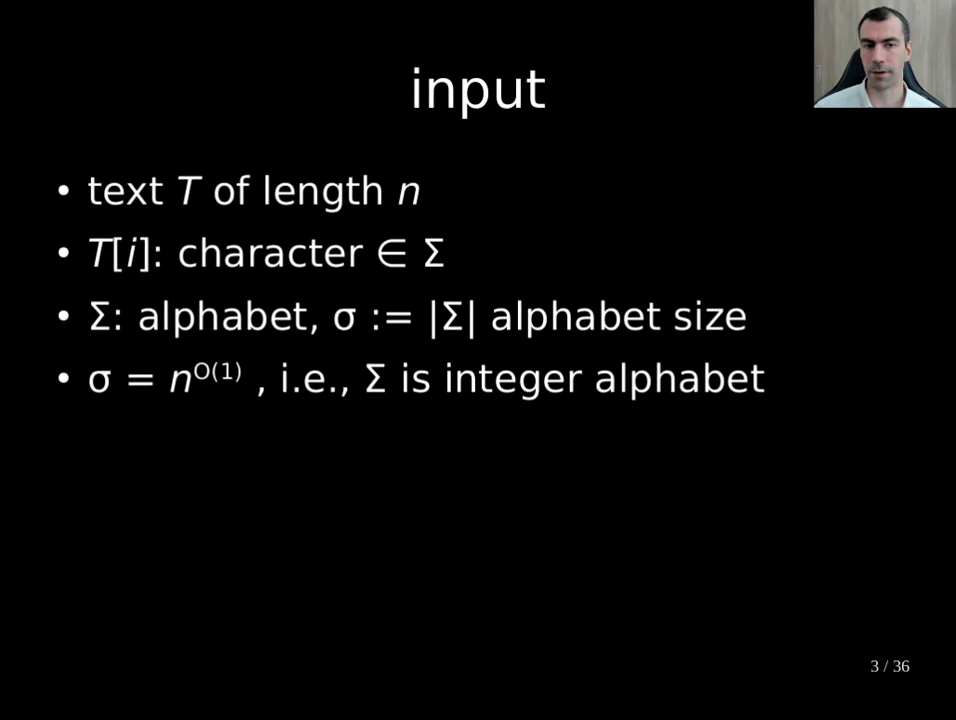 input
• text T of length n
• T[i]: character ∈ Σ
• Σ: alphabet, σ := |Σ| alphabet size
• σ = n^O(1) , i.e., Σ is integer alphabet
3 / 36